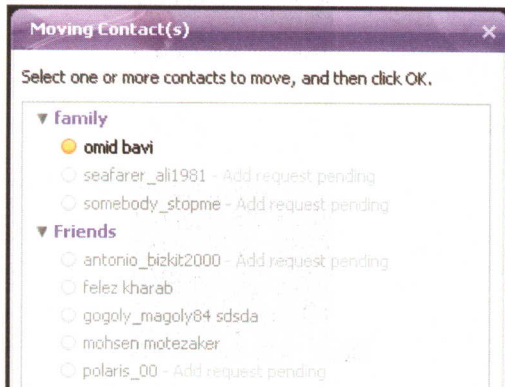 Moving Contact(s)
Select one or more contacts to move, and then click OK.
family
omid bavi
seafarer_ali1981 - Add request pending
somebody_stopme - Add request pending
Friends
antonio_bizkit2000 - Add request pending
felez kharab
gogoly_magoly84 sdsda
mohsen motezaker
polaris_00 - Add request pending